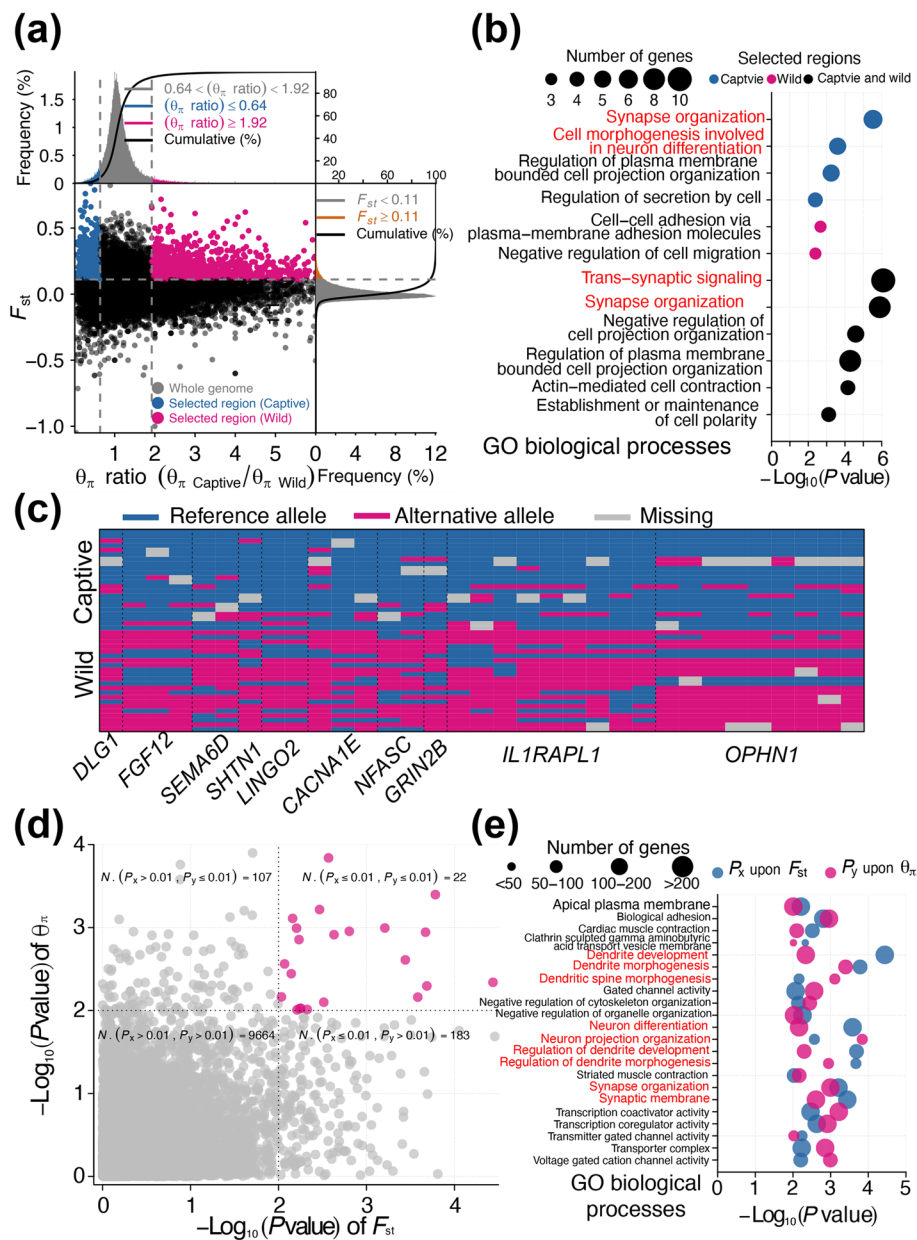 (a)
0.64 < (θπ ratio) < 1.92
(θπ ratio) ≤ 0.64
(θπ ratio) ≥ 1.92
Cumulative (%)
Frequency (%)
1.5
1
0.5
0
80
60
40
20
0
20 60 100
Fst < 0.11
Fst ≥ 0.11
Cumulative (%)
Fst
0.5
0.0
−0.5
−1.0
Whole genome
Selected region (Captive)
Selected region (Wild)
1 2 3 4 5 6
0 4 8 12
θπ ratio (θπ Captive/θπ Wild)
Frequency (%)
(b)
Number of genes
3 4 5 6 8 10
Selected regions
Captvie Wild Captvie and wild
Synapse organization
Cell morphogenesis involved
in neuron differentiation
Regulation of plasma membrane
bounded cell projection organization
Regulation of secretion by cell
Cell−cell adhesion via
plasma−membrane adhesion molecules
Negative regulation of cell migration
Trans−synaptic signaling
Synapse organization
Negative regulation of
cell projection organization
Regulation of plasma membrane
bounded cell projection organization
Actin−mediated cell contraction
Establishment or maintenance
of cell polarity
GO biological processes
0 2 4 6
−Log10(P value)
(c)
Reference allele Alternative allele Missing
Captive
Wild
DLG1
FGF12
SEMA6D
SHTN1
LINGO2
CACNA1E
NFASC
GRIN2B
IL1RAPL1
OPHN1
(d)
−Log10(Pvalue) of θπ
4
3
2
1
0
N. (Px > 0.01 , Py ≤ 0.01) = 107
N. (Px ≤ 0.01 , Py ≤ 0.01) = 22
N. (Px > 0.01 , Py > 0.01) = 9664
N. (Px ≤ 0.01 , Py > 0.01) = 183
0 1 2 3 4
−Log10(Pvalue) of Fst
(e)
Number of genes
<50 50−100 100−200 >200
Px upon Fst Py upon θπ
Apical plasma membrane
Biological adhesion
Cardiac muscle contraction
Clathrin sculpted gamma aminobutyric
acid transport vesicle membrane
Dendrite development
Dendrite morphogenesis
Dendritic spine morphogenesis
Gated channel activity
Negative regulation of cytoskeleton organization
Negative regulation of organelle organization
Neuron differentiation
Neuron projection organization
Regulation of dendrite development
Regulation of dendrite morphogenesis
Striated muscle contraction
Synapse organization
Synaptic membrane
Transcription coactivator activity
Transcription coregulator activity
Transmitter gated channel activity
Transporter complex
Voltage gated cation channel activity
GO biological
processes
0 1 2 3 4 5
−Log10(P value)